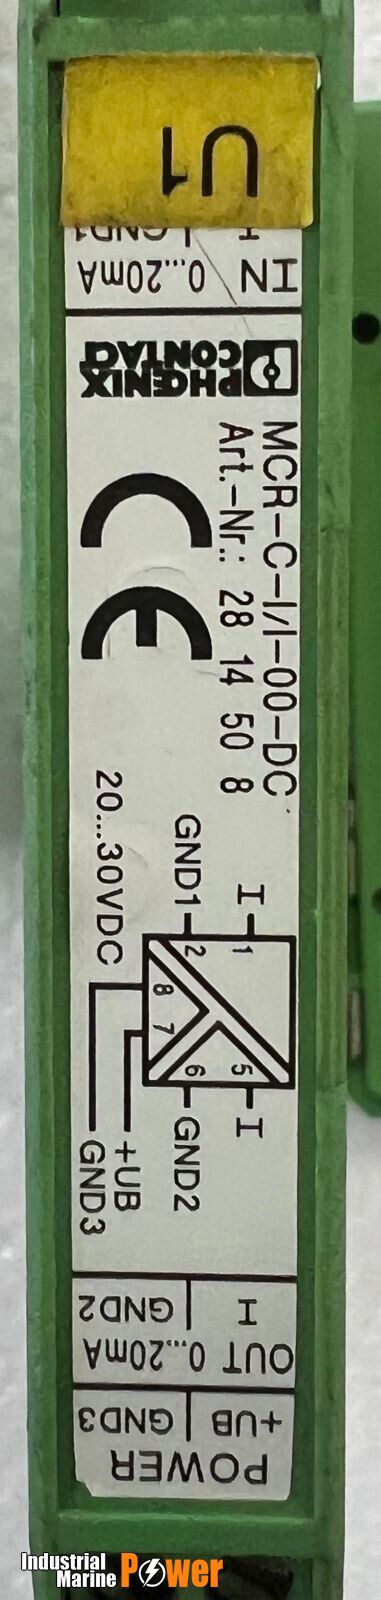 U1
I | GND1
IN 0...20mA
PHOENIX
CONTACT
CE
MCR-C-I/I-00-DC
Art.-Nr.: 28 14 50 8
I
GND1
1
2
20...30VDC
8
7
6
5
I
GND2
+UB
GND3
I | GND2
OUT 0...20mA
+UB | GND3
POWER
Industrial
Marine Power